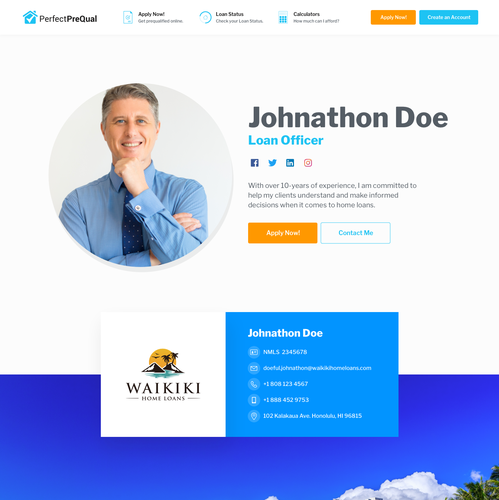 PerfectPreQual
Apply Now!
Get prequalified online.
Loan Status
Check your Loan Status.
Calculators
How much can I afford?
Apply Now!
Create an Account
Johnathon Doe
Loan Officer
With over 10-years of experience, I am committed to
help my clients understand and make informed
decisions when it comes to home loans.
Apply Now!
Contact Me
WAIKIKI
HOME LOANS
Johnathon Doe
NMLS 2345678
doeful.johnathon@waikikihomeloans.com
+1 808 123 4567
+1 888 452 9753
102 Kalakaua Ave. Honolulu, HI 96815